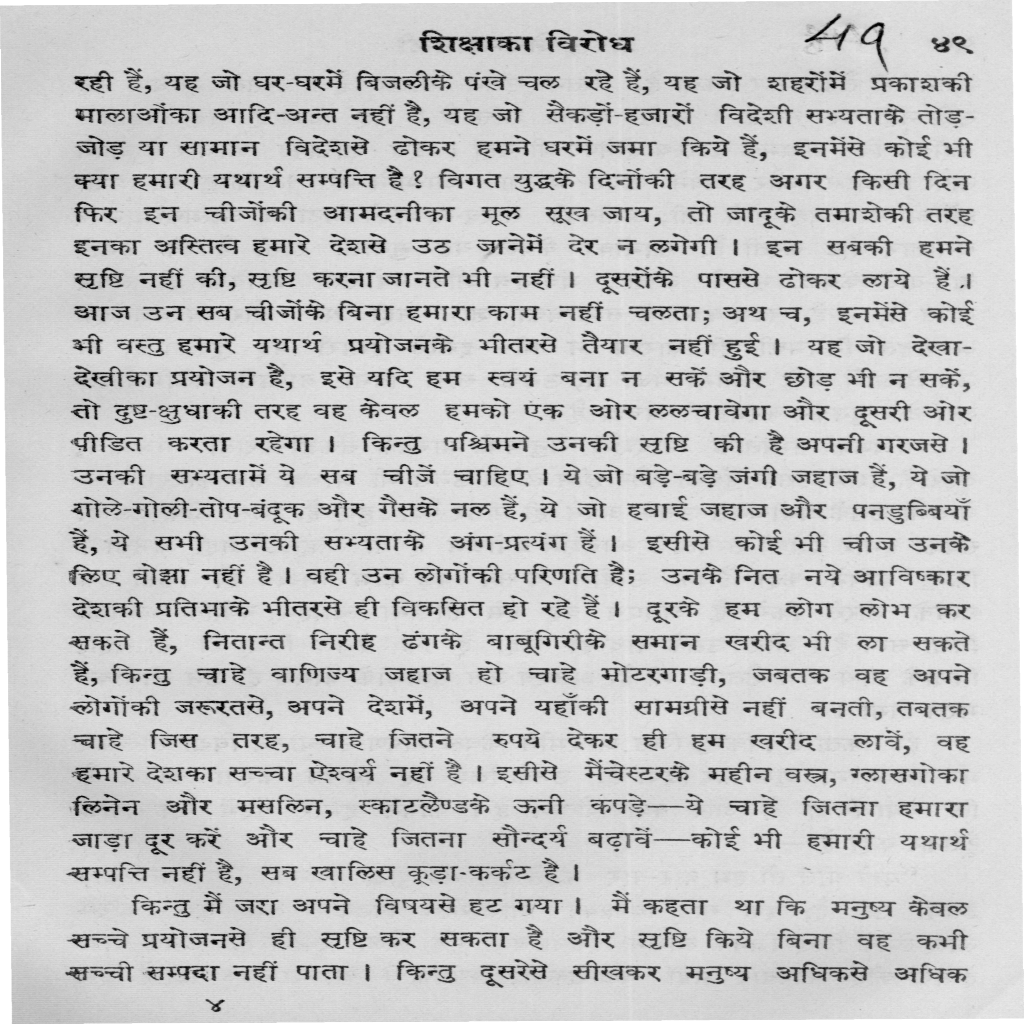 शिक्षाका विरोध 49 ४९
रही हैं, यह जो घर-घरमें बिजलीके पंखे चल रहे हैं, यह जो शहरोंमें प्रकाशकी
मालाओंका आदि-अन्त नहीं है, यह जो सैकड़ों-हजारों विदेशी सभ्यताके तोड़-
जोड़ या सामान विदेशसे ढोकर हमने घरमें जमा किये हैं, इनमेंसे कोई भी
क्या हमारी यथार्थ सम्पत्ति है? विगत युद्धके दिनोंकी तरह अगर किसी दिन
फिर इन चीजोंकी आमदनीका मूल सूख जाय, तो जादूके तमाशेकी तरह
इनका अस्तित्व हमारे देशसे उठ जानेमें देर न लगेगी। इन सबकी हमने
सृष्टि नहीं की, सृष्टि करना जानते भी नहीं। दूसरोंके पाससे ढोकर लाये हैं।
आज उन सब चीजोंके बिना हमारा काम नहीं चलता; अथ च, इनमेंसे कोई
भी वस्तु हमारे यथार्थ प्रयोजनके भीतरसे तैयार नहीं हुई। यह जो देखा-
देखीका प्रयोजन है, इसे यदि हम स्वयं बना न सकें और छोड़ भी न सकें,
तो दुष्ट-क्षुधाकी तरह वह केवल हमको एक ओर ललचावेगा और दूसरी ओर
पीडित करता रहेगा। किन्तु पश्चिमने उनकी सृष्टि की है अपनी गरजसे।
उनकी सभ्यतामें ये सब चीजें चाहिए। ये जो बड़े-बड़े जंगी जहाज हैं, ये जो
गोले-गोली-तोप-बंदूक और गैसके नल हैं, ये जो हवाई जहाज और पनडुब्बियाँ
हैं, ये सभी उनकी सभ्यताके अंग-प्रत्यंग हैं। इसीसे कोई भी चीज उनके
लिए बोझा नहीं है। वही उन लोगोंकी परिणति है; उनके नित नये आविष्कार
देशकी प्रतिभाके भीतरसे ही विकसित हो रहे हैं। दूरके हम लोग लोभ कर
सकते हैं, नितान्त निरीह ढंगके बाबूगिरीके समान खरीद भी ला सकते
हैं, किन्तु चाहे वाणिज्य जहाज हो चाहे मोटरगाड़ी, जबतक वह अपने
लोगोंकी जरूरतसे, अपने देशमें, अपने यहाँकी सामग्रीसे नहीं बनती, तबतक
चाहे जिस तरह, चाहे जितने रुपये देकर ही हम खरीद लावें, वह
हमारे देशका सच्चा ऐश्वर्य नहीं है। इसीसे मैंचेस्टरके महीन वस्त्र, ग्लासगोका
लिनेन और मसलिन, स्काटलैण्डके ऊनी कपड़े—ये चाहे जितना हमारा
जाड़ा दूर करें और चाहे जितना सौन्दर्य बढ़ावें—कोई भी हमारी यथार्थ
सम्पत्ति नहीं है, सब खालिस कूड़ा-कर्कट है।
किन्तु मैं जरा अपने विषयसे हट गया। मैं कहता था कि मनुष्य केवल
सच्चे प्रयोजनसे ही सृष्टि कर सकता है और सृष्टि किये बिना वह कभी
सच्ची सम्पदा नहीं पाता। किन्तु दूसरेसे सीखकर मनुष्य अधिकसे अधिक
४